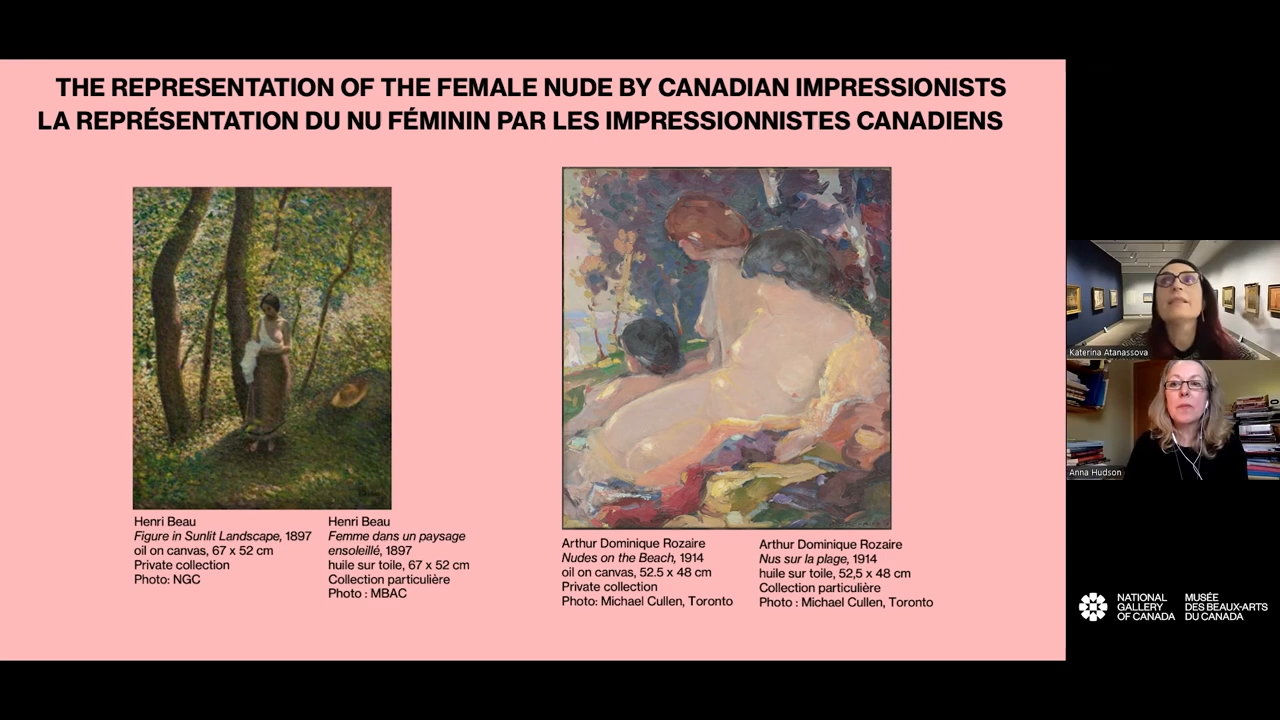 THE REPRESENTATION OF THE FEMALE NUDE BY CANADIAN IMPRESSIONISTS
LA REPRÉSENTATION DU NU FÉMININ PAR LES IMPRESSIONNISTES CANADIENS
Henri Beau
Figure in Sunlit Landscape, 1897
oil on canvas, 67 x 52 cm
Private collection
Photo: NGC
Henri Beau
Femme dans un paysage
ensoleillé, 1897
huile sur toile, 67 x 52 cm
Collection particulière
Photo : MBAC
Arthur Dominique Rozaire
Nudes on the Beach, 1914
oil on canvas, 52.5 x 48 cm
Private collection
Photo: Michael Cullen, Toronto
Arthur Dominique Rozaire
Nus sur la plage, 1914
huile sur toile, 52,5 x 48 cm
Collection particulière
Photo : Michael Cullen, Toronto
Katerina Atanassova
Anna Hudson
NATIONAL
GALLERY
OF CANADA
MUSÉE
DES BEAUX-ARTS
DU CANADA